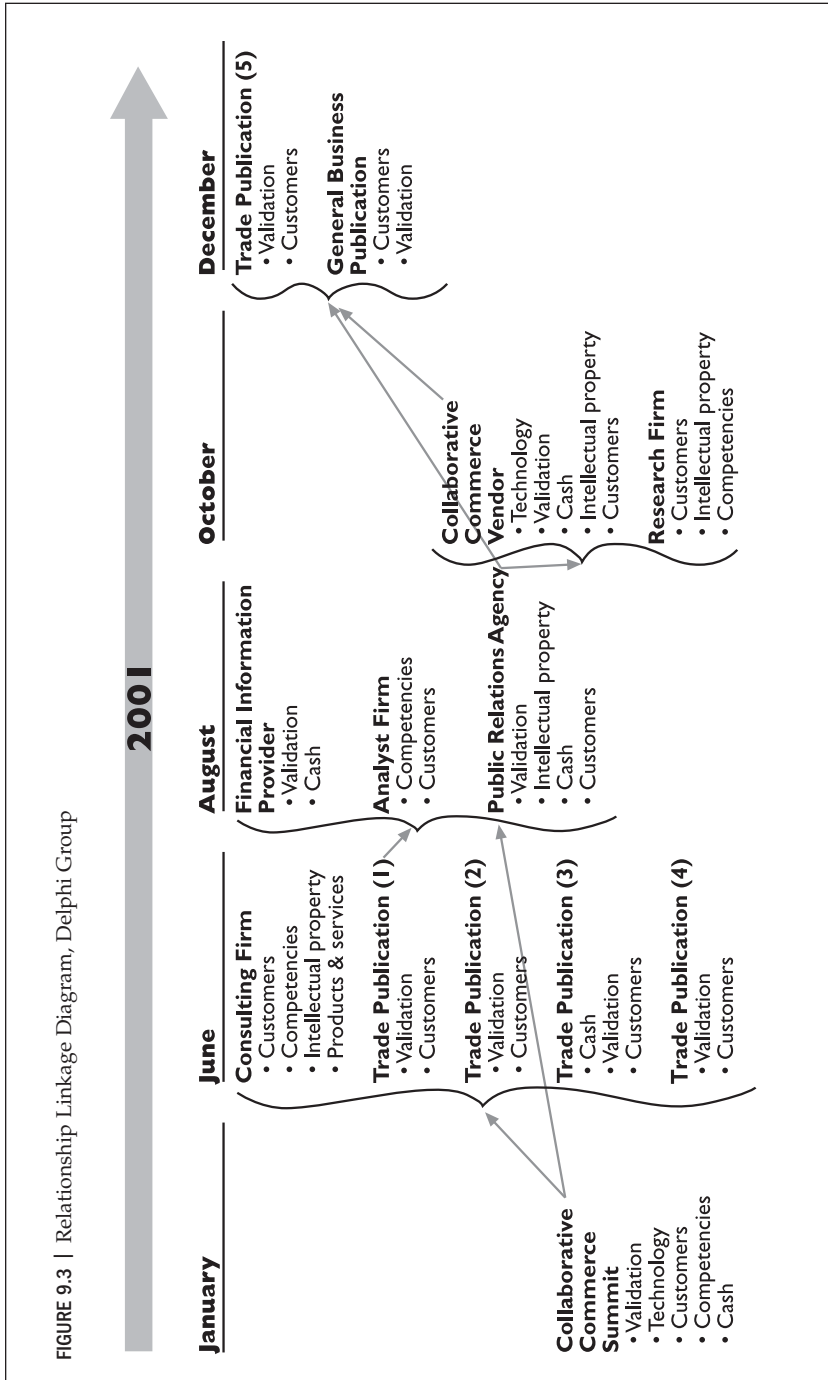 FIGURE 9.3 | Relationship Linkage Diagram, Delphi Group
2001
January
Collaborative
Commerce
Summit
• Validation
• Technology
• Customers
• Competencies
• Cash
June
Consulting Firm
• Customers
• Competencies
• Intellectual property
• Products & services
Trade Publication (1)
• Validation
• Customers
Trade Publication (2)
• Validation
• Customers
Trade Publication (3)
• Cash
• Validation
• Customers
Trade Publication (4)
• Validation
• Customers
August
Financial Information
Provider
• Validation
• Cash
Analyst Firm
• Competencies
• Customers
Public Relations Agency
• Validation
• Intellectual property
• Cash
• Customers
October
Collaborative
Commerce
Vendor
• Technology
• Validation
• Cash
• Intellectual property
• Customers
Research Firm
• Customers
• Intellectual property
• Competencies
December
Trade Publication (5)
• Validation
• Customers
General Business
Publication
• Customers
• Validation